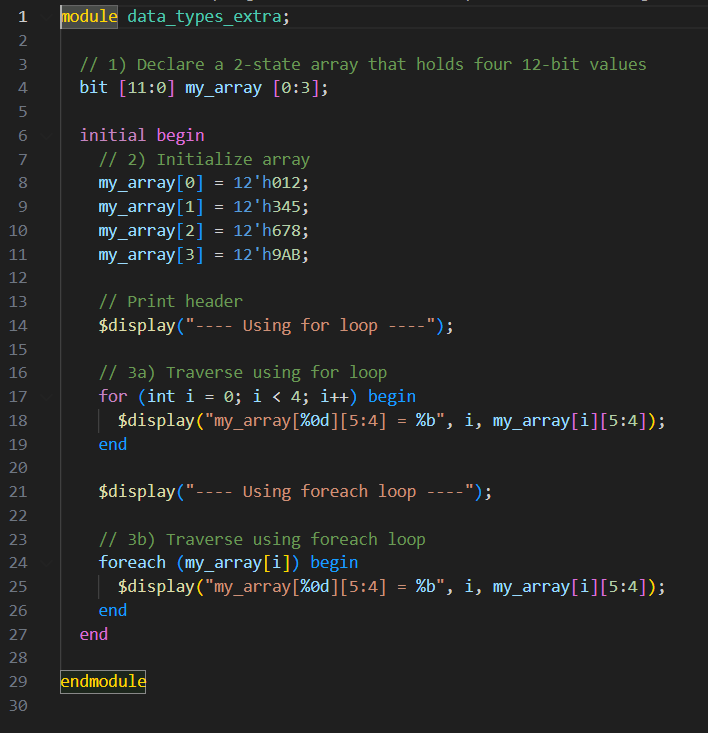 1 module data_types_extra;
2
3 // 1) Declare a 2-state array that holds four 12-bit values
4 bit [11:0] my_array [0:3];
5
6 initial begin
7 // 2) Initialize array
8 my_array[0] = 12'h012;
9 my_array[1] = 12'h345;
10 my_array[2] = 12'h678;
11 my_array[3] = 12'h9AB;
12
13 // Print header
14 $display("---- Using for loop ----");
15
16 // 3a) Traverse using for loop
17 for (int i = 0; i < 4; i++) begin
18 $display("my_array[%0d][5:4] = %b", i, my_array[i][5:4]);
19 end
20
21 $display("---- Using foreach loop ----");
22
23 // 3b) Traverse using foreach loop
24 foreach (my_array[i]) begin
25 $display("my_array[%0d][5:4] = %b", i, my_array[i][5:4]);
26 end
27 end
28
29 endmodule
30